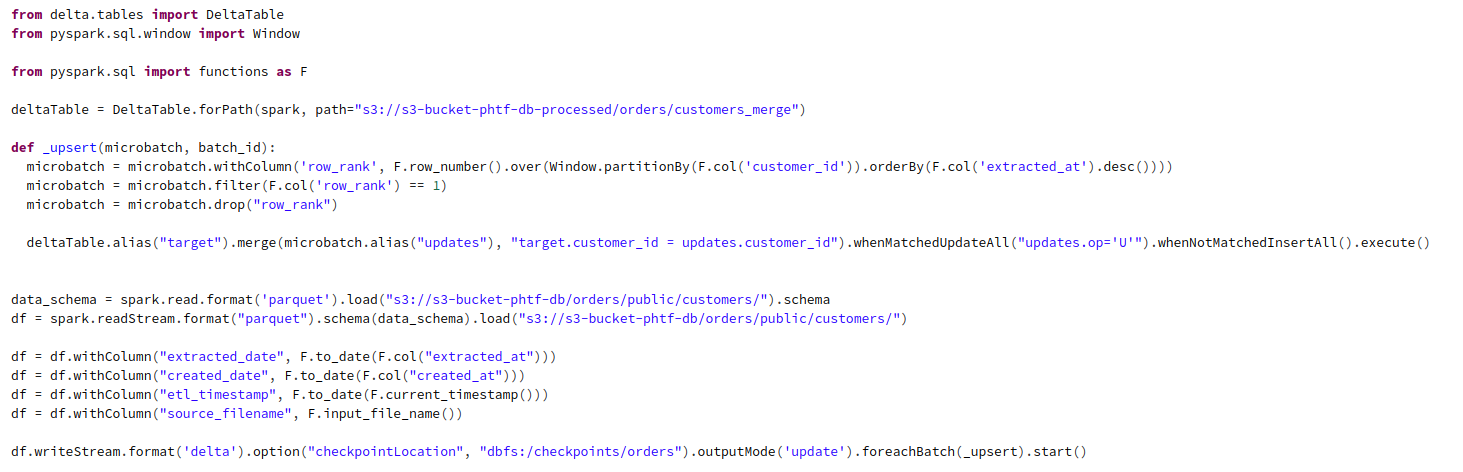 from delta.tables import DeltaTable
from pyspark.sql.window import Window
from pyspark.sql import functions as F
deltaTable = DeltaTable.forPath(spark, path="s3://s3-bucket-phtf-db-processed/orders/customers_merge")
def _upsert(microbatch, batch_id):
  microbatch = microbatch.withColumn('row_rank', F.row_number().over(Window.partitionBy(F.col('customer_id')).orderBy(F.col('extracted_at').desc())))
  microbatch = microbatch.filter(F.col('row_rank') == 1)
  microbatch = microbatch.drop("row_rank")
  deltaTable.alias("target").merge(microbatch.alias("updates"), "target.customer_id = updates.customer_id").whenMatchedUpdateAll("updates.op='U'").whenNotMatchedInsertAll().execute()
data_schema = spark.read.format('parquet').load("s3://s3-bucket-phtf-db/orders/public/customers/").schema
df = spark.readStream.format("parquet").schema(data_schema).load("s3://s3-bucket-phtf-db/orders/public/customers/")
df = df.withColumn("extracted_date", F.to_date(F.col("extracted_at")))
df = df.withColumn("created_date", F.to_date(F.col("created_at")))
df = df.withColumn("etl_timestamp", F.to_date(F.current_timestamp()))
df = df.withColumn("source_filename", F.input_file_name())
df.writeStream.format('delta').option("checkpointLocation", "dbfs:/checkpoints/orders").outputMode('update').foreachBatch(_upsert).start()